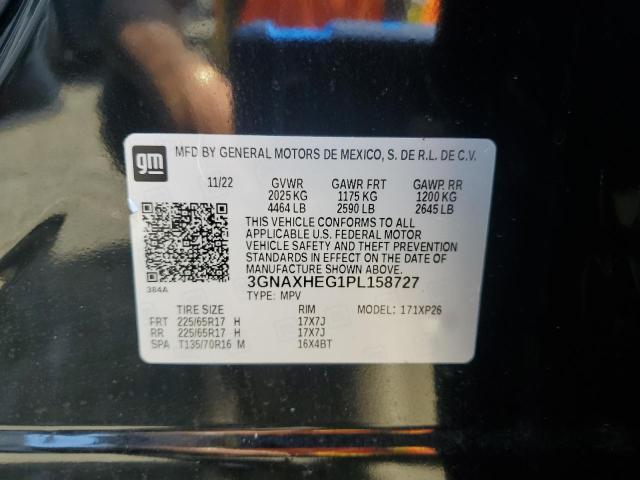 gm
MFD BY GENERAL MOTORS DE MEXICO, S. DE R.L. DE C.V.
11/22 GVWR GAWR FRT GAWR RR
2025 KG 1175 KG 1200 KG
4464 LB 2590 LB 2645 LB
THIS VEHICLE CONFORMS TO ALL
APPLICABLE U.S. FEDERAL MOTOR
VEHICLE SAFETY AND THEFT PREVENTION
STANDARDS IN EFFECT ON THE DATE OF
MANUFACTURE SHOWN ABOVE.
384A
3GNAXHEG1PL158727
TYPE: MPV
TIRE SIZE RIM MODEL: 171XP26
FRT 225/65R17 H 17X7J
RR 225/65R17 H 17X7J
SPA T135/70R16 M 16X4BT